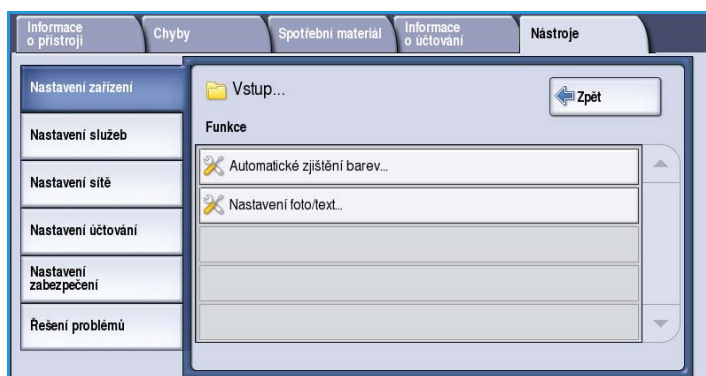 Informace
o přístroji
Chyby
Spotřební materiál
Informace
o účtování
Nástroje
Nastavení zařízení
Nastavení služeb
Nastavení sítě
Nastavení účtování
Nastavení
zabezpečení
Řešení problémů
Vstup...
Zpět
Funkce
Automatické zjištění barev...
Nastavení foto/text...